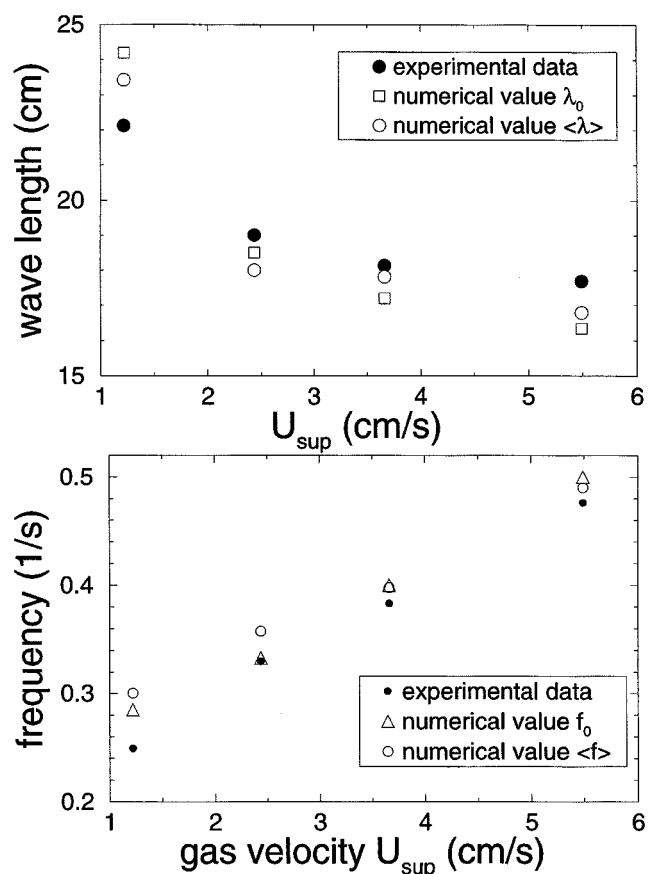 25
20
15
wave length (cm)
● experimental data
□ numerical value λ₀
○ numerical value <λ>
1 2 3 4 5 6
U_sup (cm/s)
0.5
0.4
0.3
0.2
frequency (1/s)
• experimental data
△ numerical value f₀
○ numerical value <f>
1 2 3 4 5 6
gas velocity U_sup (cm/s)